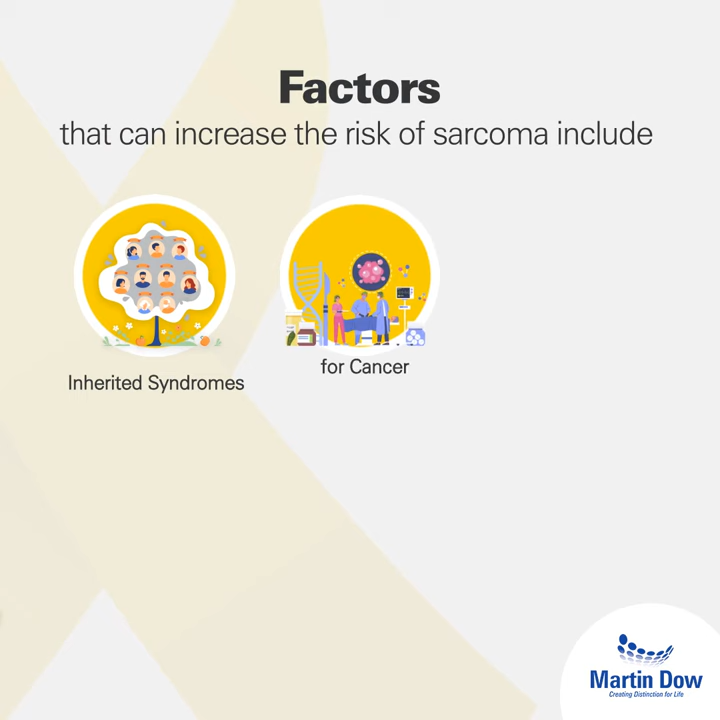 Factors
that can increase the risk of sarcoma include
Inherited Syndromes
for Cancer
Martin Dow
Creating Distinction for Life